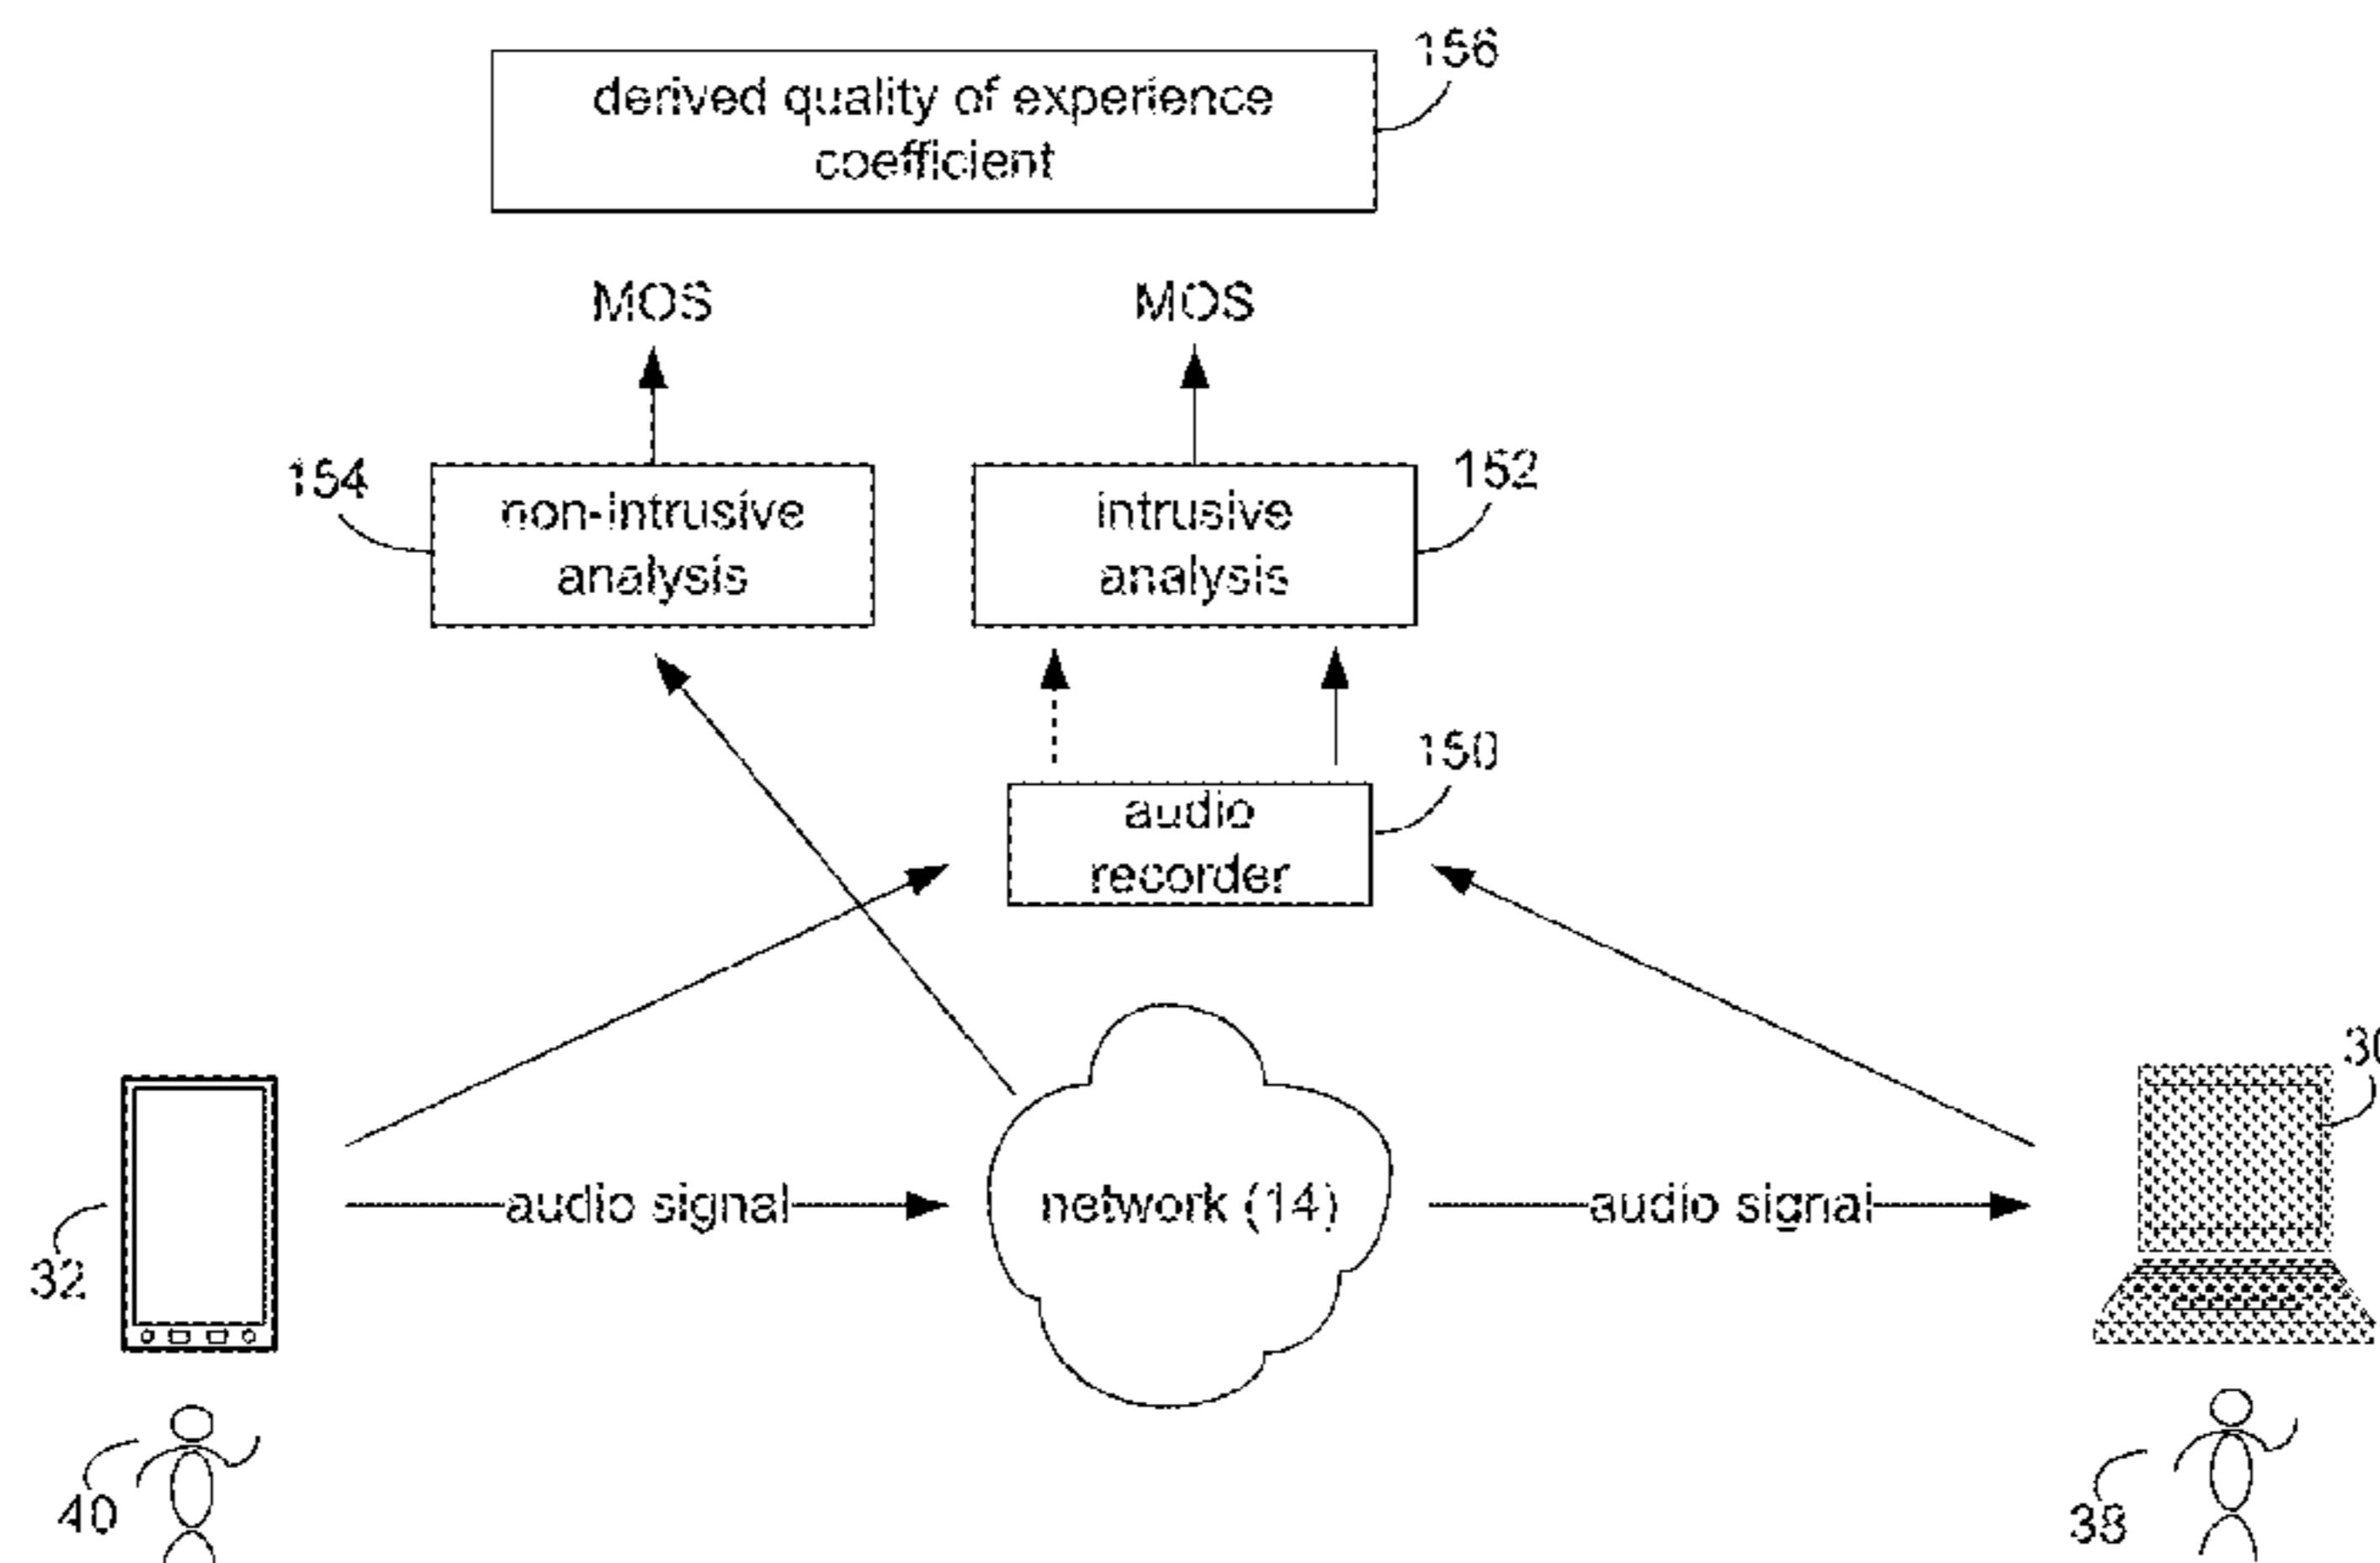 156
derived quality of experience
coefficient
MOS
MOS
154
non-intrusive
analysis
intrusive
analysis
152
150
audio
recorder
32
audio signal
network (14)
audio signal
40
38